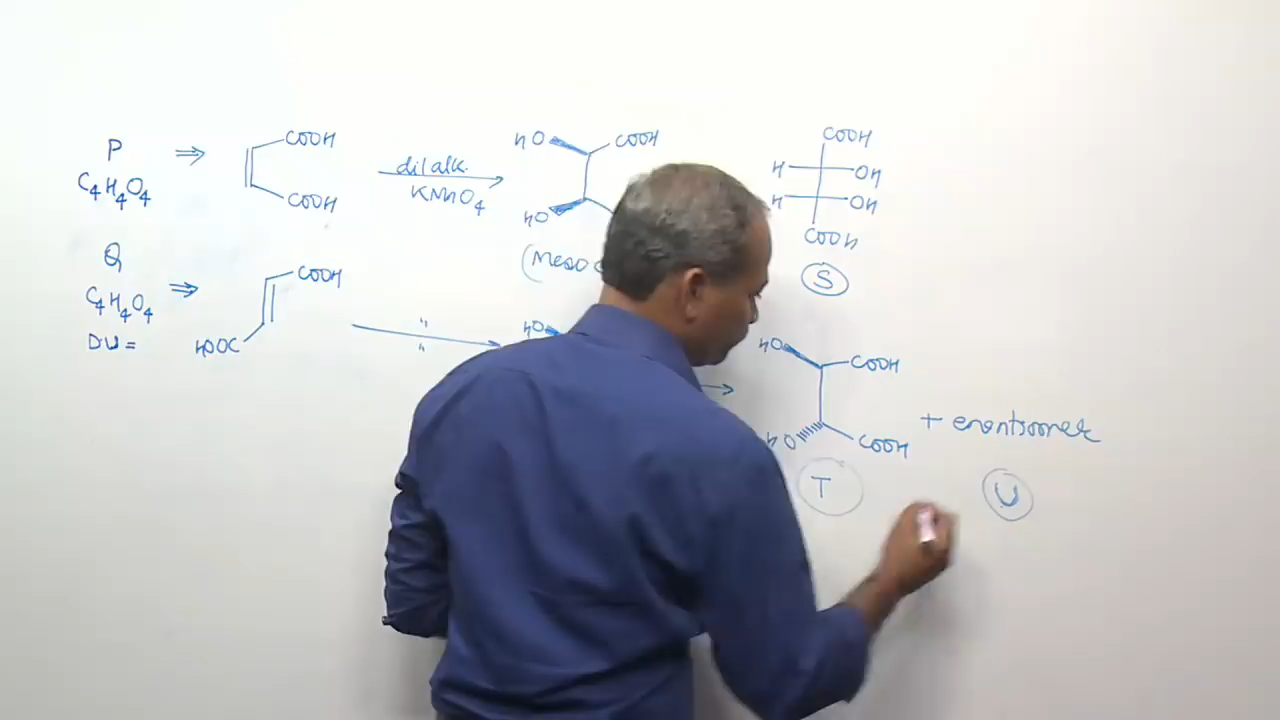 P
C4H4O4
⇒
COOH
COOH
dil alk.
KMnO4
HO
COOH
HO
(Meso
COOH
H OH
H OH
COOH
S
Q
C4H4O4
DU =
⇒
COOH
HOOC
"
"
HO
HO
COOH
HO
COOH
T
+ enantiomer
U